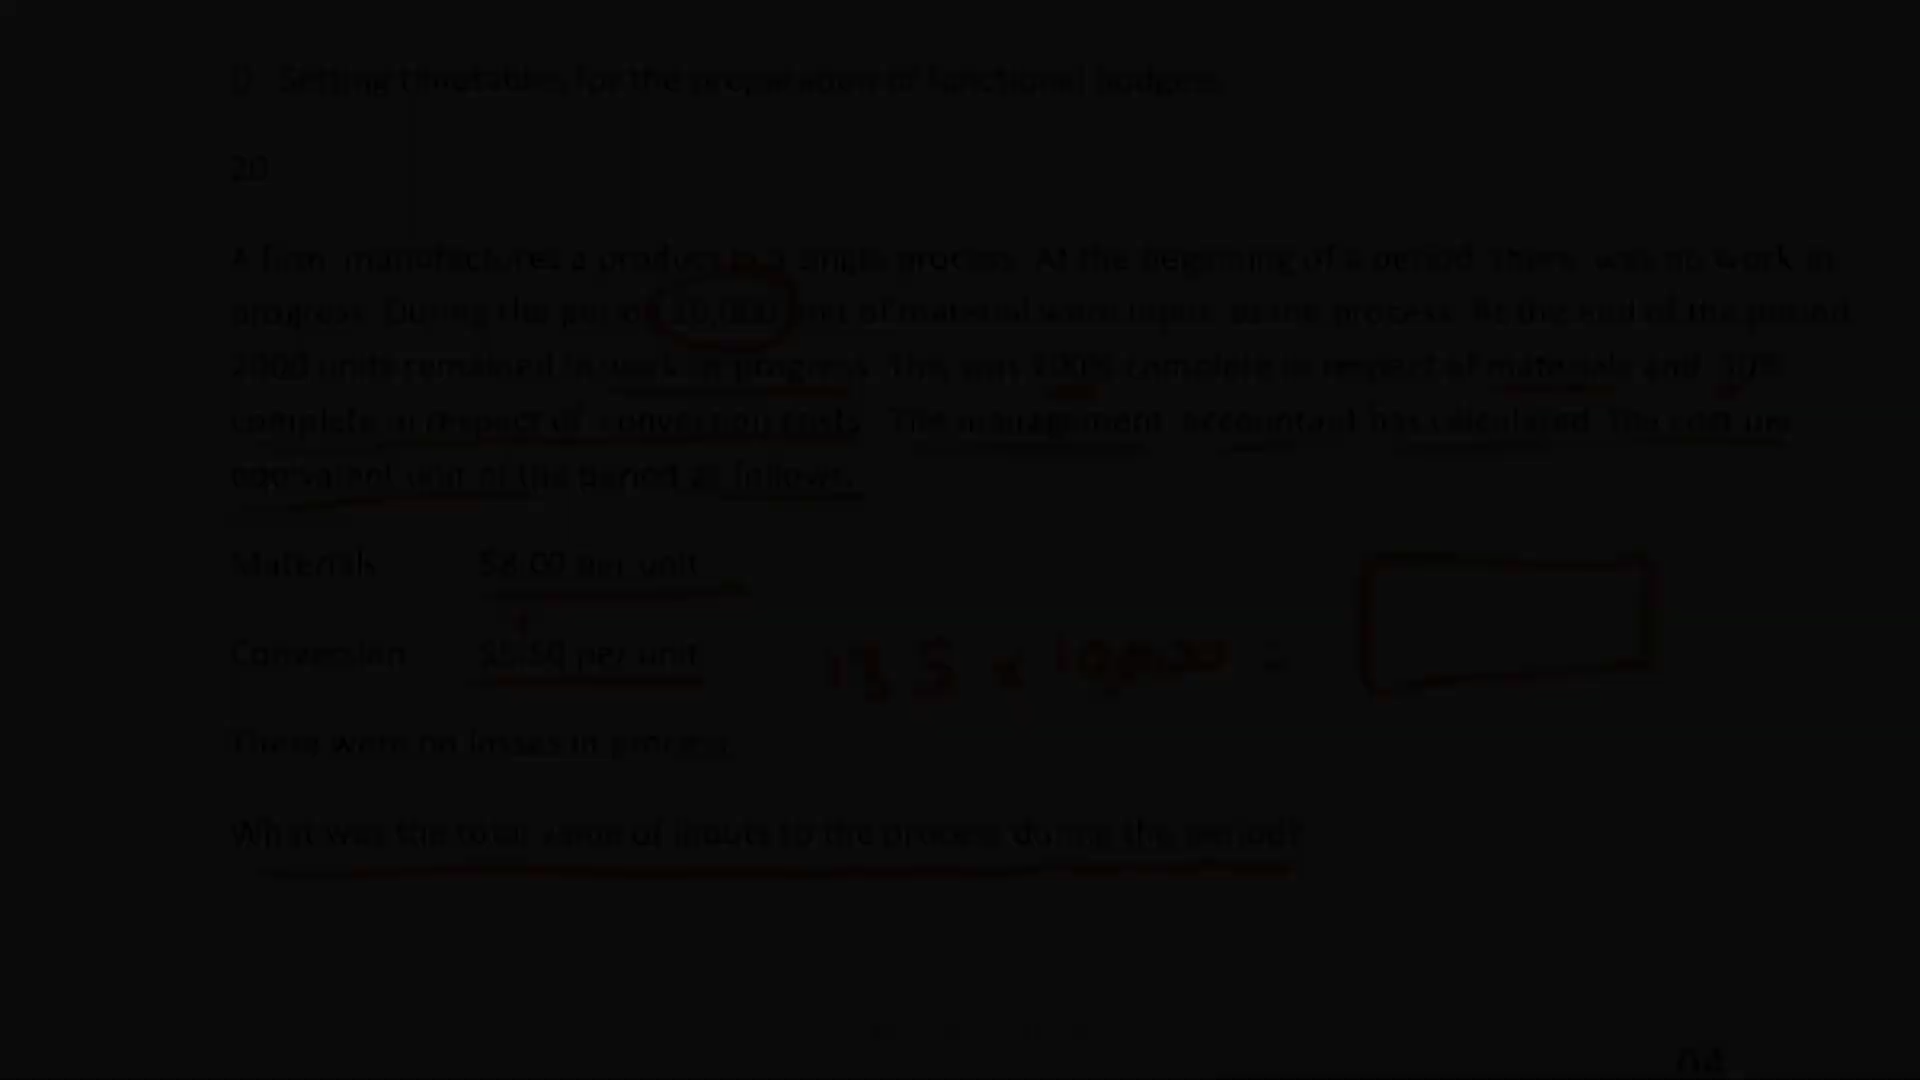 D Setting timetables for the preparation of functional budgets
20
A firm manufactures a product in a single process. At the beginning of a period there was no work in
progress. During the period 10,000 of material were input to the process. At the end of the period
2000 units remained in work in progress. This was 100% complete in respect of materials and
complete in respect of conversion costs. The management accountant has calculated the cost per
equivalent unit of the period as follows.
Materials $8.00 per unit
Conversion $5.50 per unit
× 10,000 =
There were no losses in process.
What was the total value of inputs to the process during the period?
64